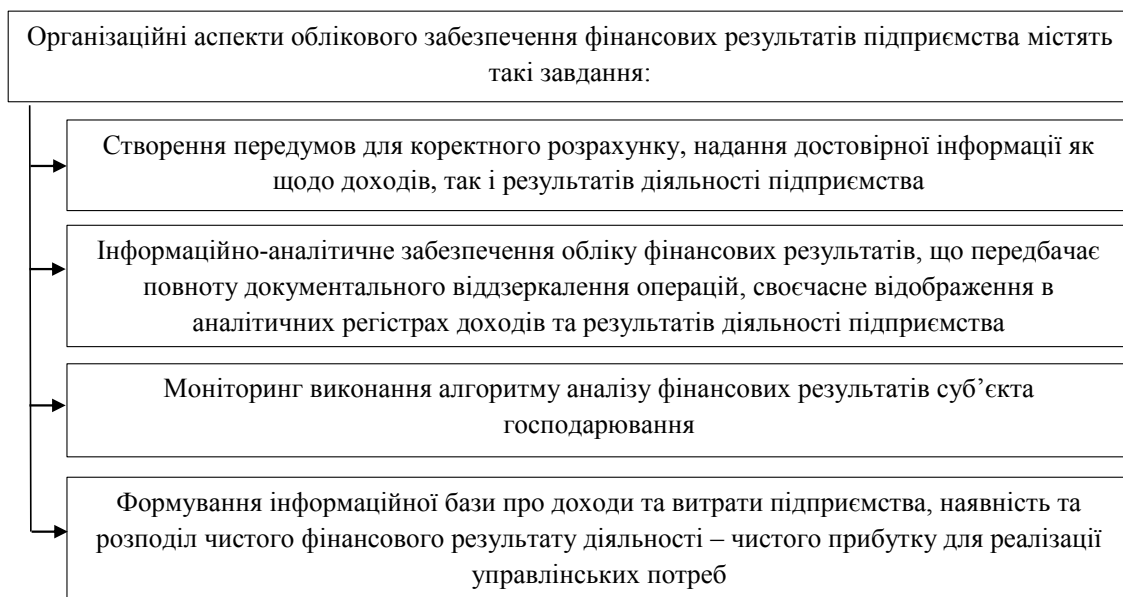 Організаційні аспекти облікового забезпечення фінансових результатів підприємства містять
такі завдання:
Створення передумов для коректного розрахунку, надання достовірної інформації як
щодо доходів, так і результатів діяльності підприємства
Інформаційно-аналітичне забезпечення обліку фінансових результатів, що передбачає
повноту документального віддзеркалення операцій, своєчасне відображення в
аналітичних регістрах доходів та результатів діяльності підприємства
Моніторинг виконання алгоритму аналізу фінансових результатів суб’єкта
господарювання
Формування інформаційної бази про доходи та витрати підприємства, наявність та
розподіл чистого фінансового результату діяльності – чистого прибутку для реалізації
управлінських потреб